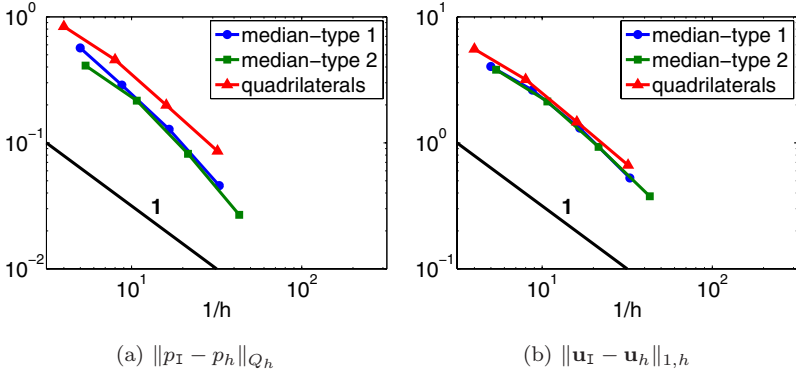 10^0
10^{-1}
10^{-2}
10^1
10^2
1/h
1
median-type 1
median-type 2
quadrilaterals
(a) ‖p_I − p_h‖_{Q_h}
10^1
10^0
10^{-1}
10^1
10^2
1/h
1
median-type 1
median-type 2
quadrilaterals
(b) ‖u_I − u_h‖_{1,h}